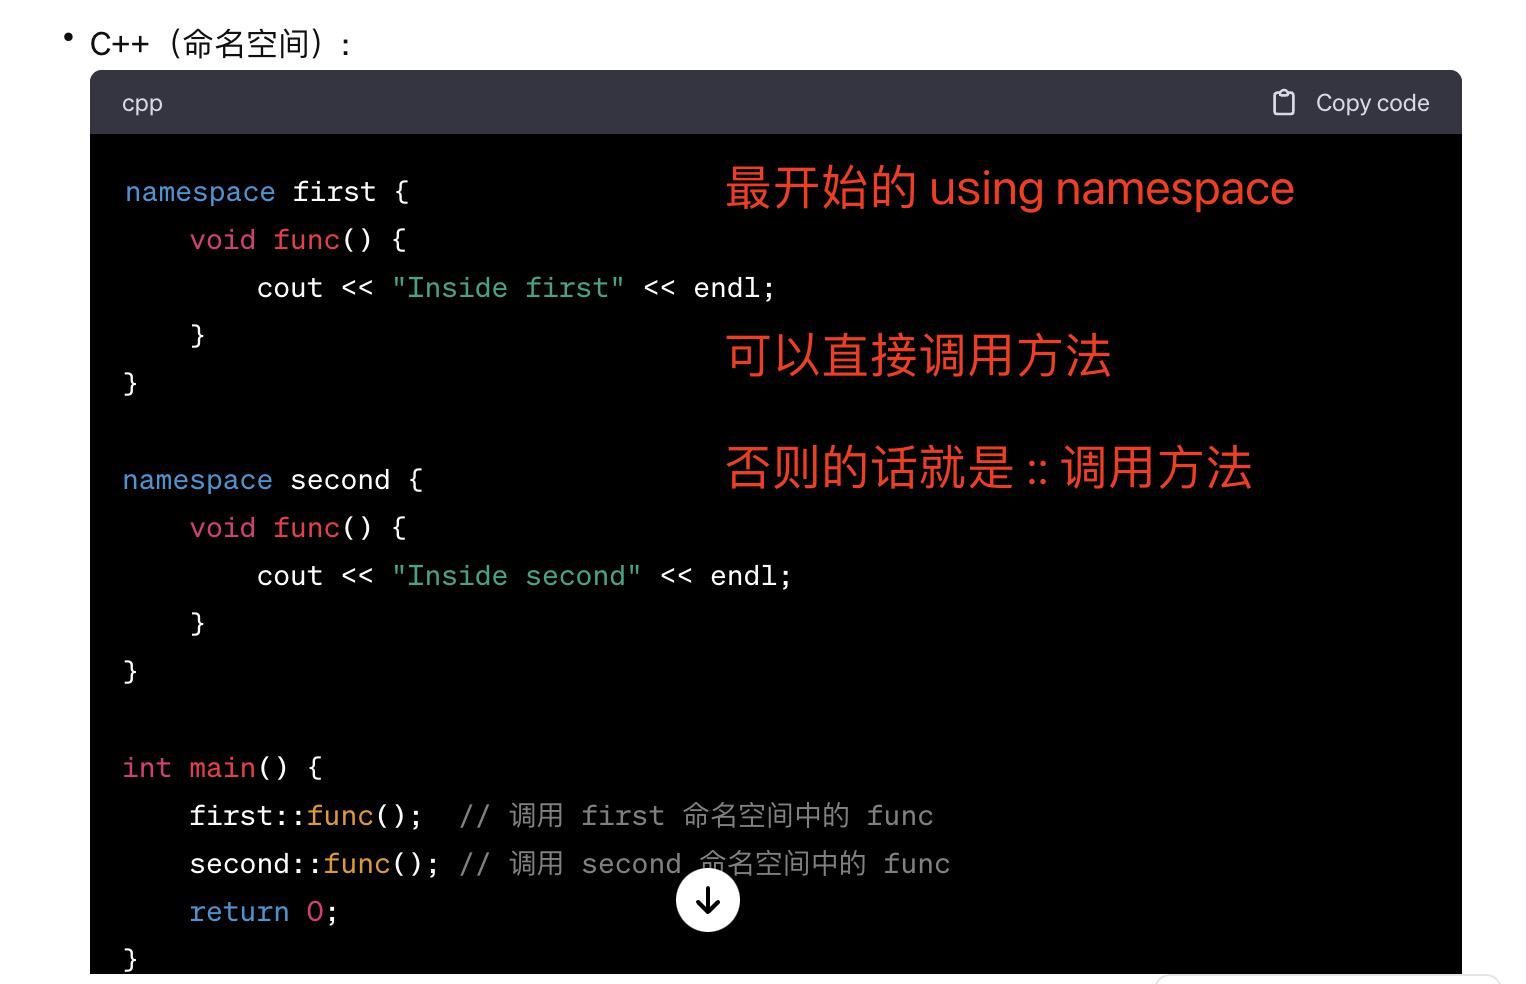 • C++（命名空间）:
cpp
Copy code
namespace first {
    void func() {
        cout << "Inside first" << endl;
    }
}
namespace second {
    void func() {
        cout << "Inside second" << endl;
    }
}
int main() {
    first::func();  // 调用 first 命名空间中的 func
    second::func(); // 调用 second 命名空间中的 func
    return 0;
}
最开始的 using namespace
可以直接调用方法
否则的话就是 :: 调用方法